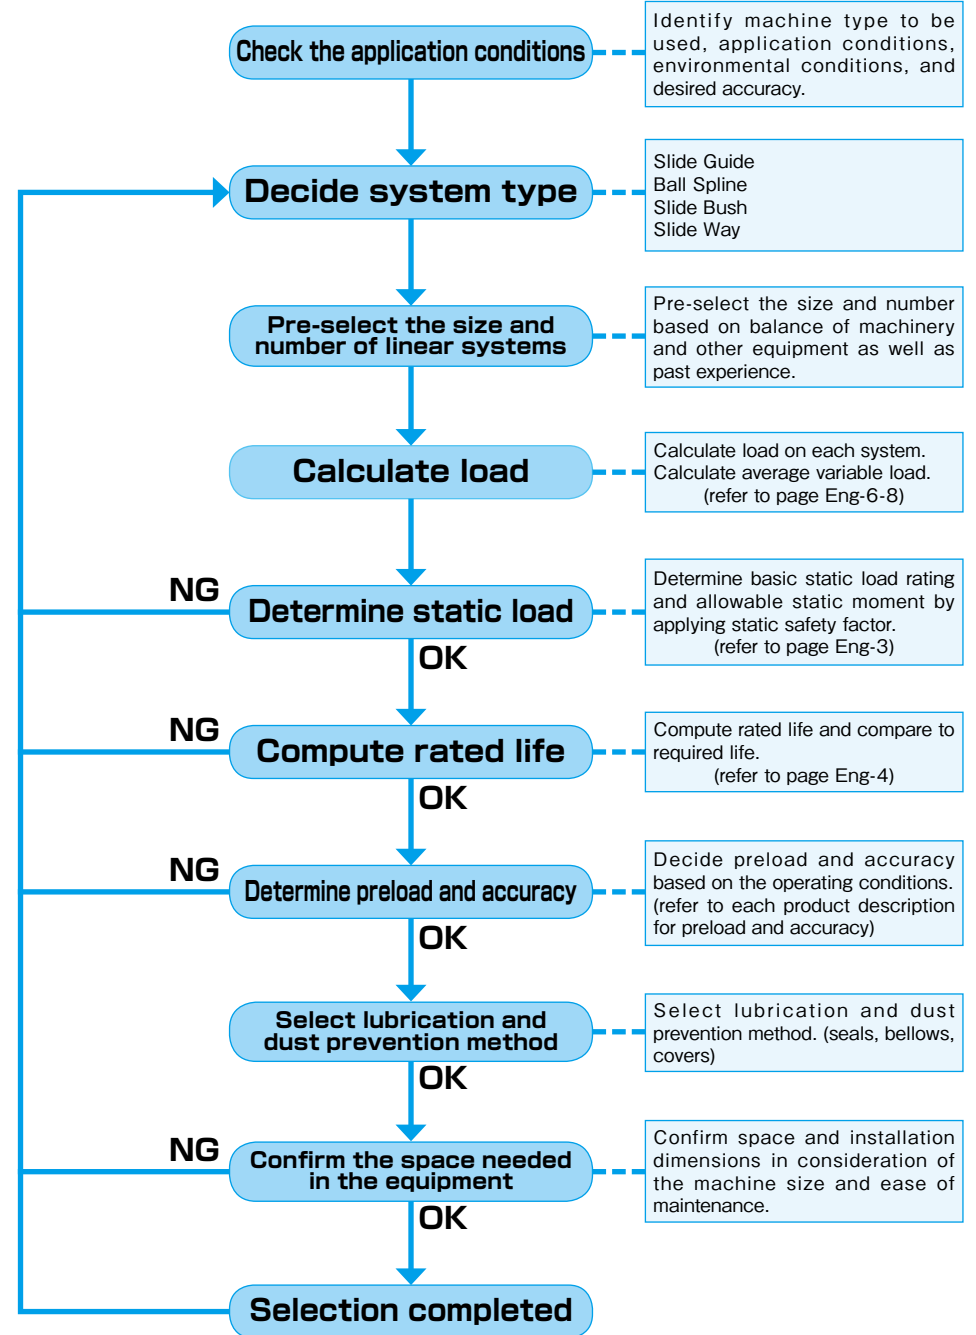 Check the application conditions
Identify machine type to be
used, application conditions,
environmental conditions, and
desired accuracy.
Decide system type
Slide Guide
Ball Spline
Slide Bush
Slide Way
Pre-select the size and
number of linear systems
Pre-select the size and number
based on balance of machinery
and other equipment as well as
past experience.
Calculate load
Calculate load on each system.
Calculate average variable load.
(refer to page Eng-6-8)
NG
Determine static load
OK
Determine basic static load rating
and allowable static moment by
applying static safety factor.
(refer to page Eng-3)
NG
Compute rated life
OK
Compute rated life and compare to
required life.
(refer to page Eng-4)
NG
Determine preload and accuracy
OK
Decide preload and accuracy
based on the operating conditions.
(refer to each product description
for preload and accuracy)
Select lubrication and
dust prevention method
OK
Select lubrication and dust
prevention method. (seals, bellows,
covers)
NG
Confirm the space needed
in the equipment
OK
Confirm space and installation
dimensions in consideration of
the machine size and ease of
maintenance.
Selection completed